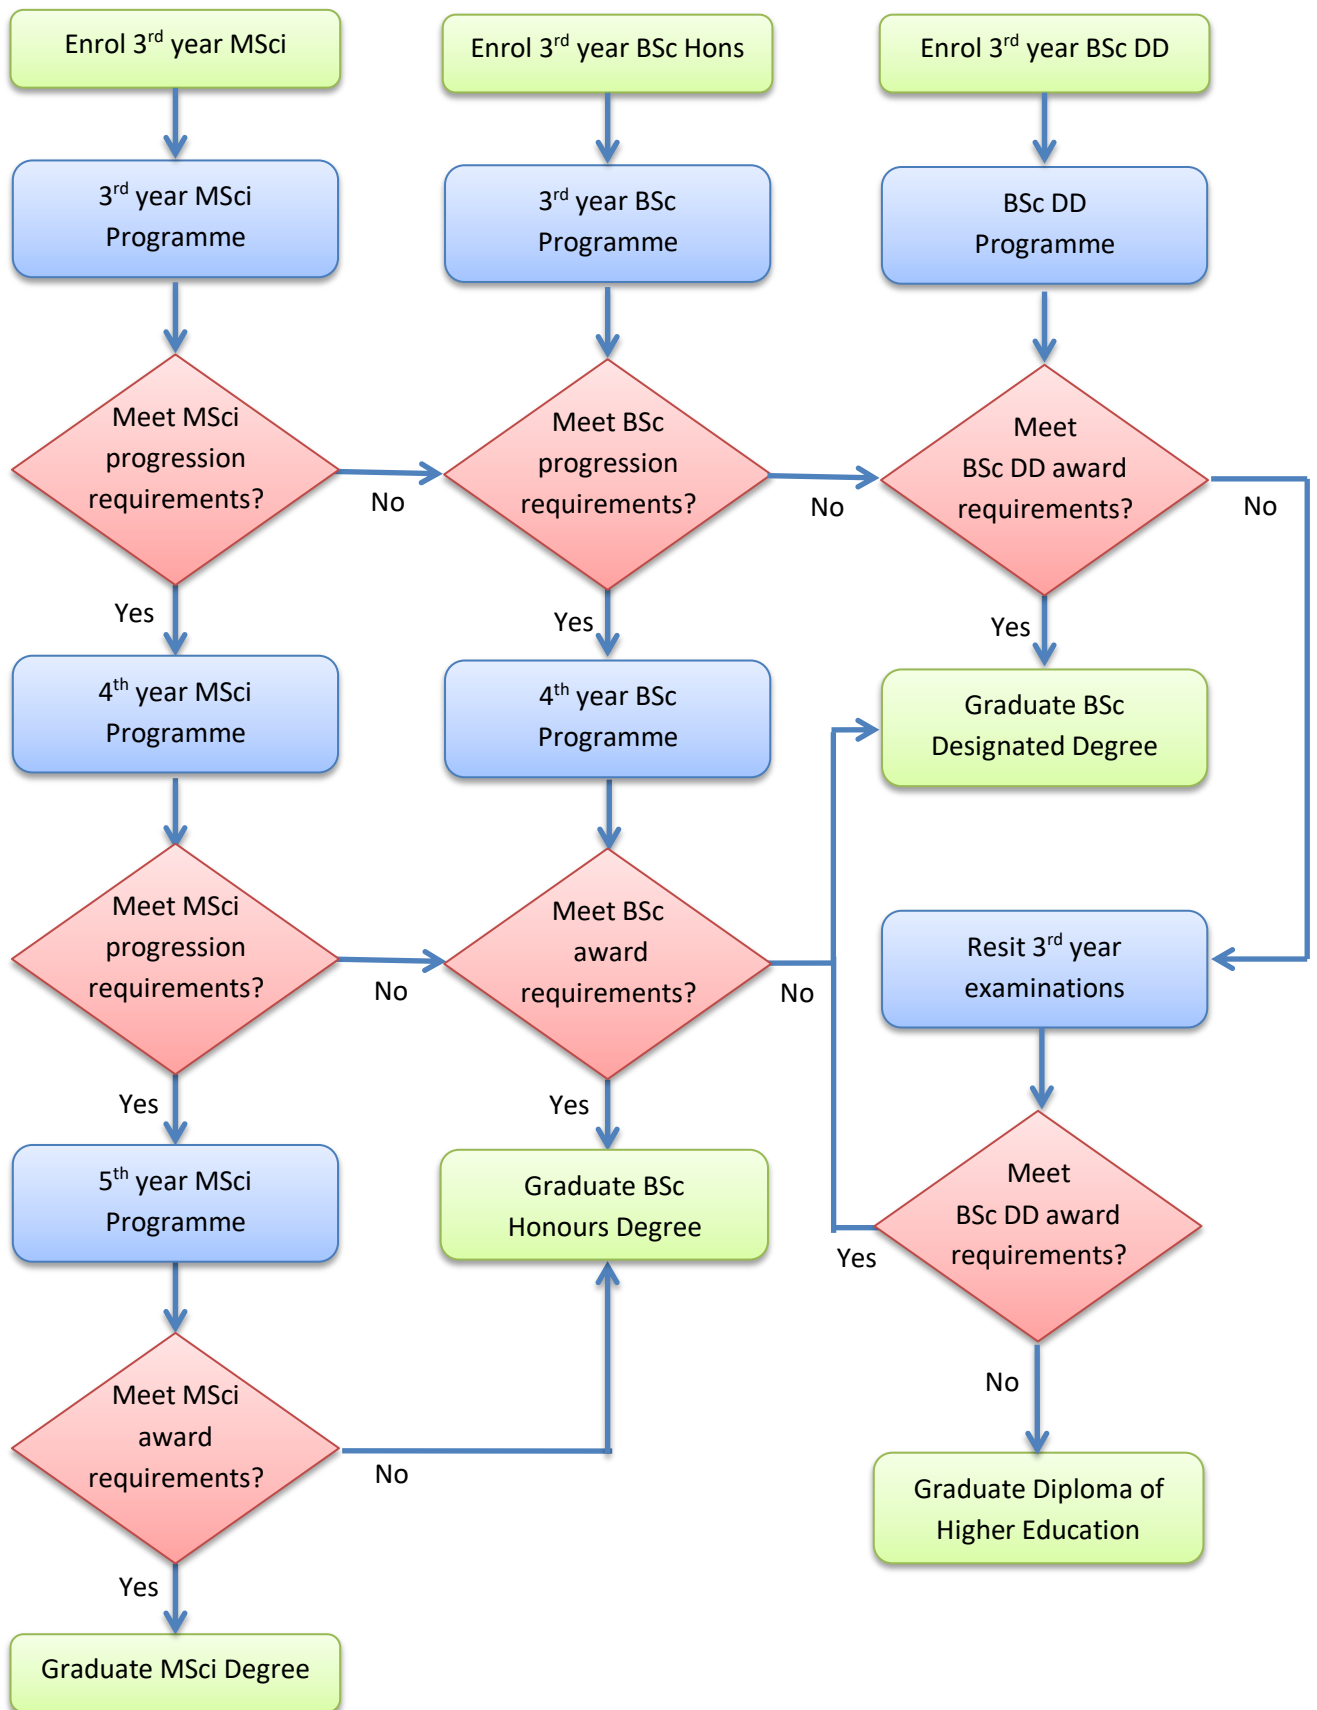 Enrol 3rd year MSci
Enrol 3rd year BSc Hons
Enrol 3rd year BSc DD
3rd year MSci
Programme
3rd year BSc
Programme
BSc DD
Programme
Meet MSci
progression
requirements?
No
Meet BSc
progression
requirements?
No
Meet
BSc DD award
requirements?
No
Yes
Yes
Yes
4th year MSci
Programme
4th year BSc
Programme
Graduate BSc
Designated Degree
Meet MSci
progression
requirements?
No
Meet BSc
award
requirements?
No
Resit 3rd year
examinations
Yes
Yes
5th year MSci
Programme
Graduate BSc
Honours Degree
Meet
BSc DD award
requirements?
Yes
No
Meet MSci
award
requirements?
No
Graduate Diploma of
Higher Education
Yes
Graduate MSci Degree